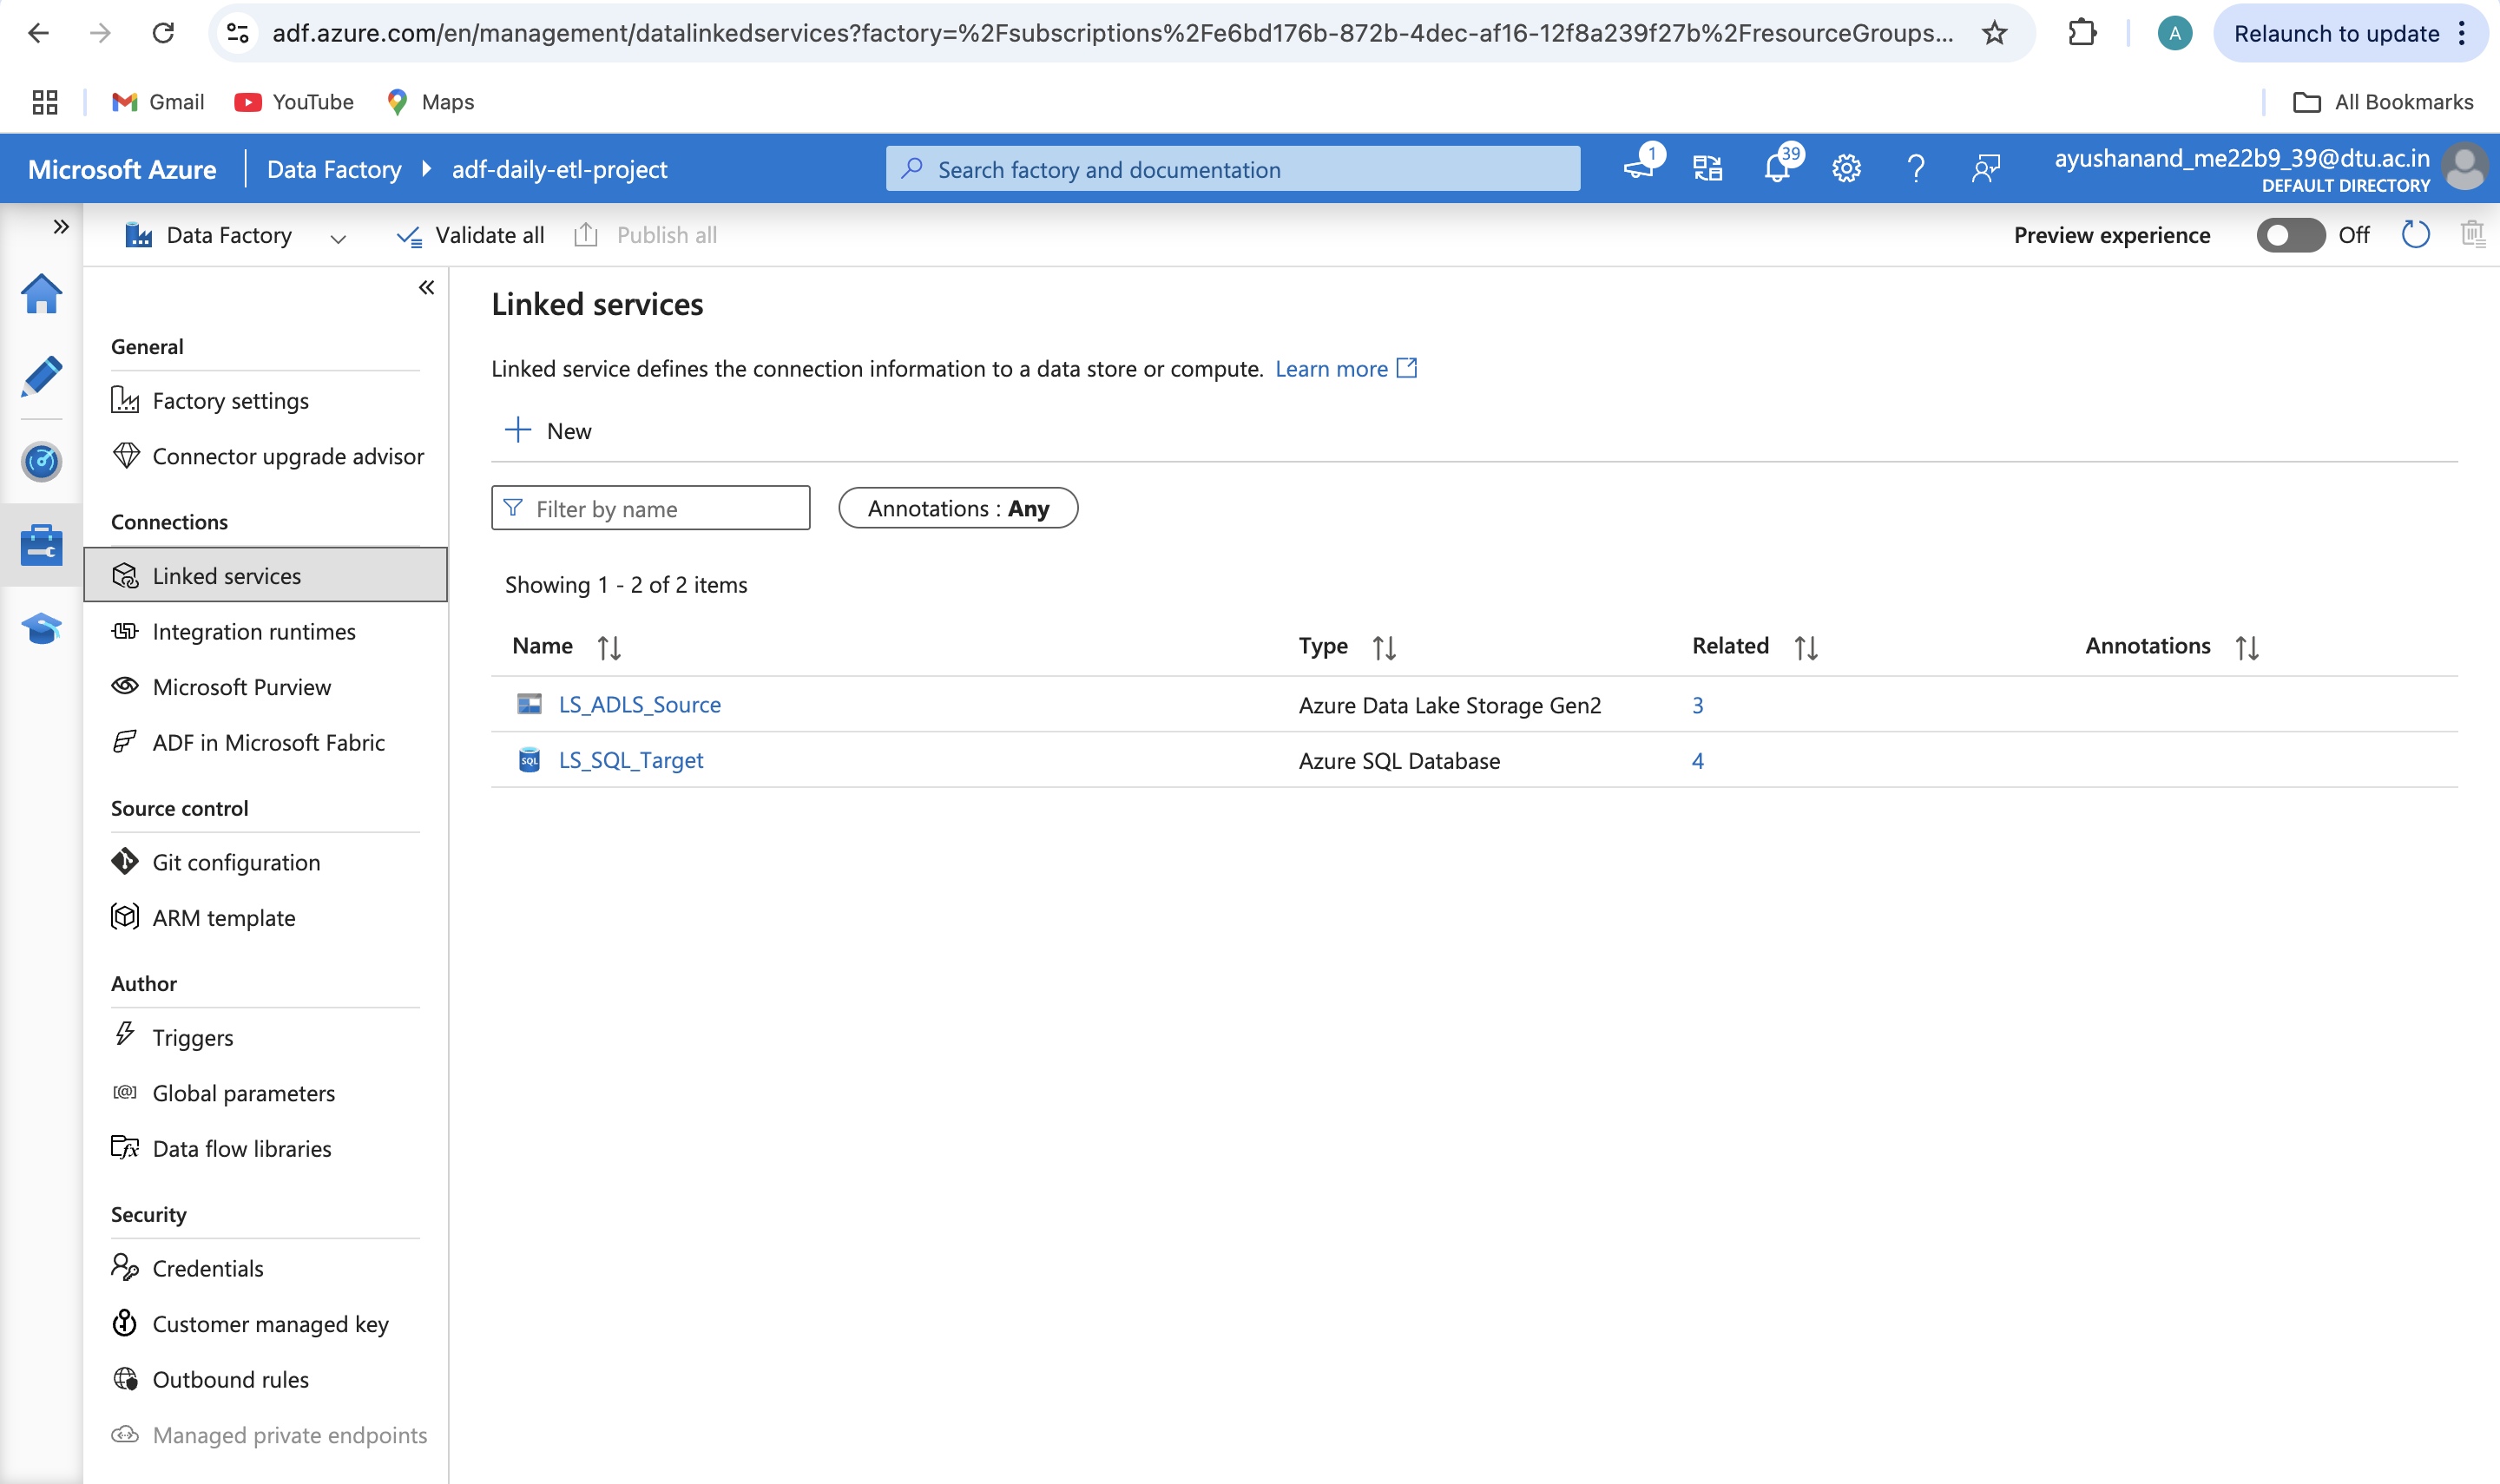 adf.azure.com/en/management/datalinkedservices?factory=%2Fsubscriptions%2Fe6bd176b-872b-4dec-af16-12f8a239f27b%2FresourceGroups...
A
Relaunch to update
Gmail
YouTube
Maps
All Bookmarks
Microsoft Azure
Data Factory
adf-daily-etl-project
Search factory and documentation
1
39
ayushanand_me22b9_39@dtu.ac.in
DEFAULT DIRECTORY
Data Factory
Validate all
Publish all
Preview experience
Off
General
Factory settings
Connector upgrade advisor
Connections
Linked services
Integration runtimes
Microsoft Purview
ADF in Microsoft Fabric
Source control
Git configuration
ARM template
Author
Triggers
Global parameters
Data flow libraries
Security
Credentials
Customer managed key
Outbound rules
Managed private endpoints
Linked services
Linked service defines the connection information to a data store or compute. Learn more
New
Filter by name
Annotations : Any
Showing 1 - 2 of 2 items
Name Type Related Annotations
LS_ADLS_Source Azure Data Lake Storage Gen2 3
SQL LS_SQL_Target Azure SQL Database 4